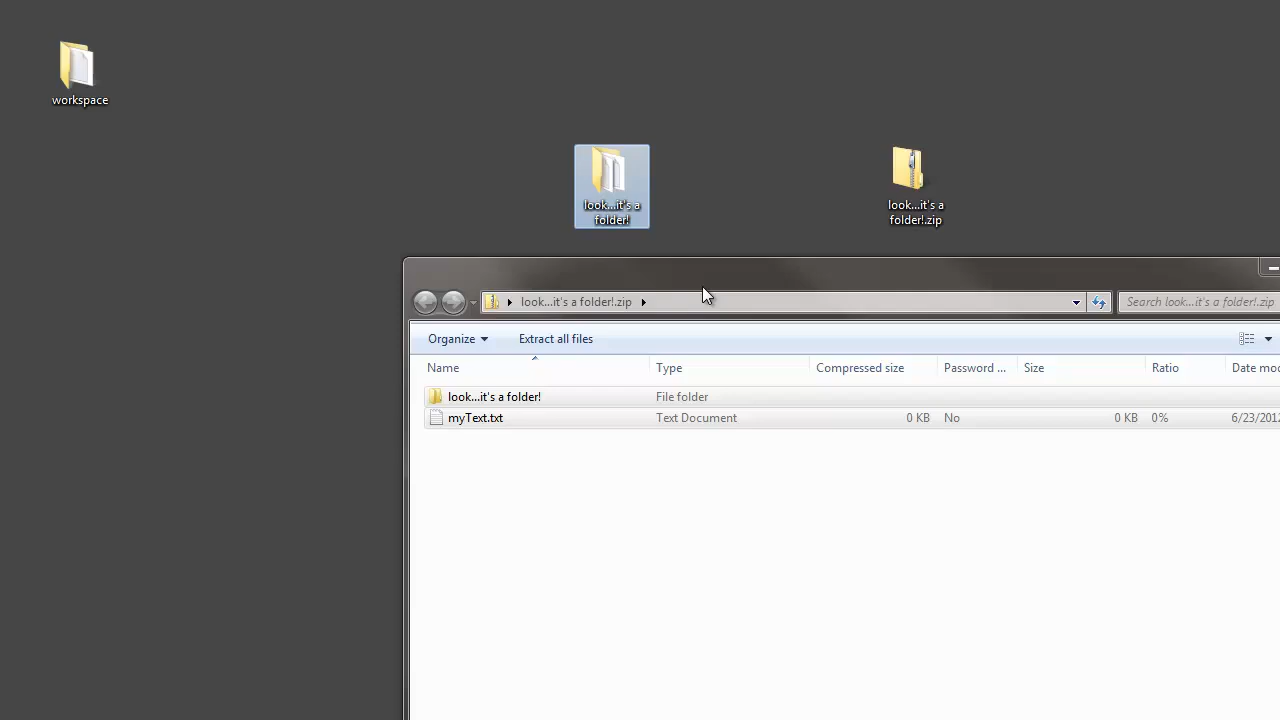 workspace
look...it's a
folder!
look...it's a
folder!.zip
look...it's a folder!.zip
Search look...it's a folder!.zip
Organize
Extract all files
Name
Type
Compressed size
Password ...
Size
Ratio
Date mod
look...it's a folder!
File folder
myText.txt
Text Document
0 KB
No
0 KB
0%
6/23/2012